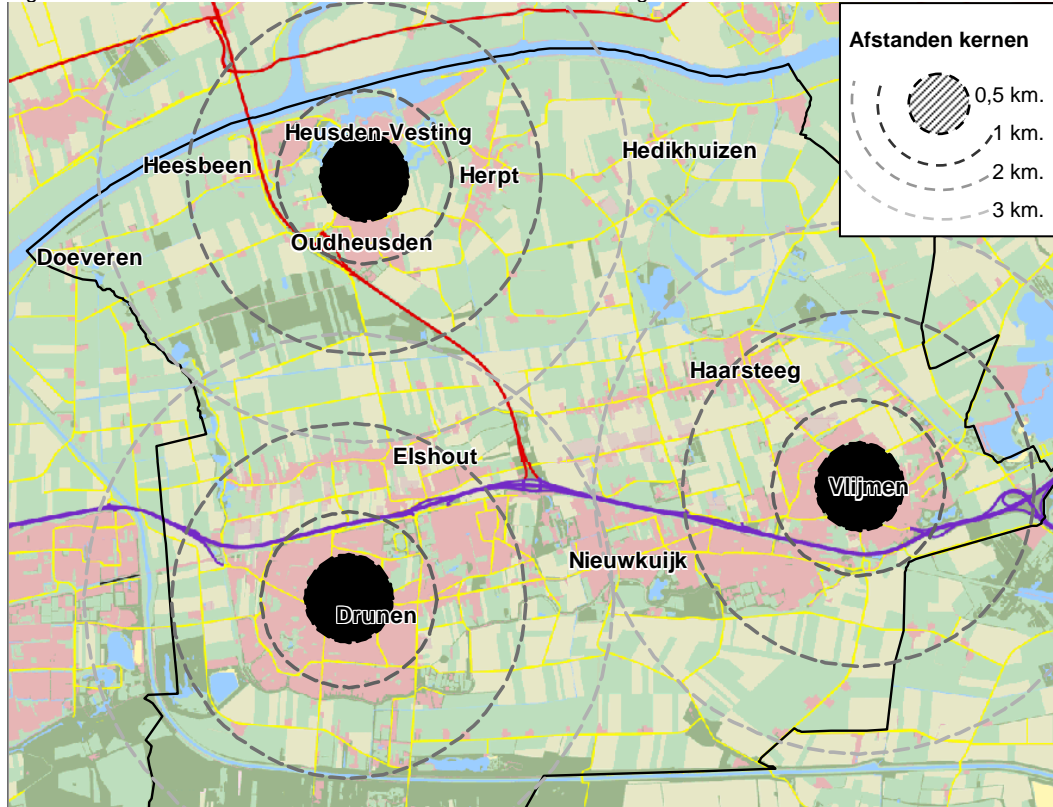 Afstanden kernen
0,5 km.
1 km.
2 km.
3 km.
Heusden-Vesting
Heesbeen
Herpt
Hedikhuizen
Oudheusden
Doeveren
Haarsteeg
Elshout
Vlijmen
Nieuwkuijk
Drunen